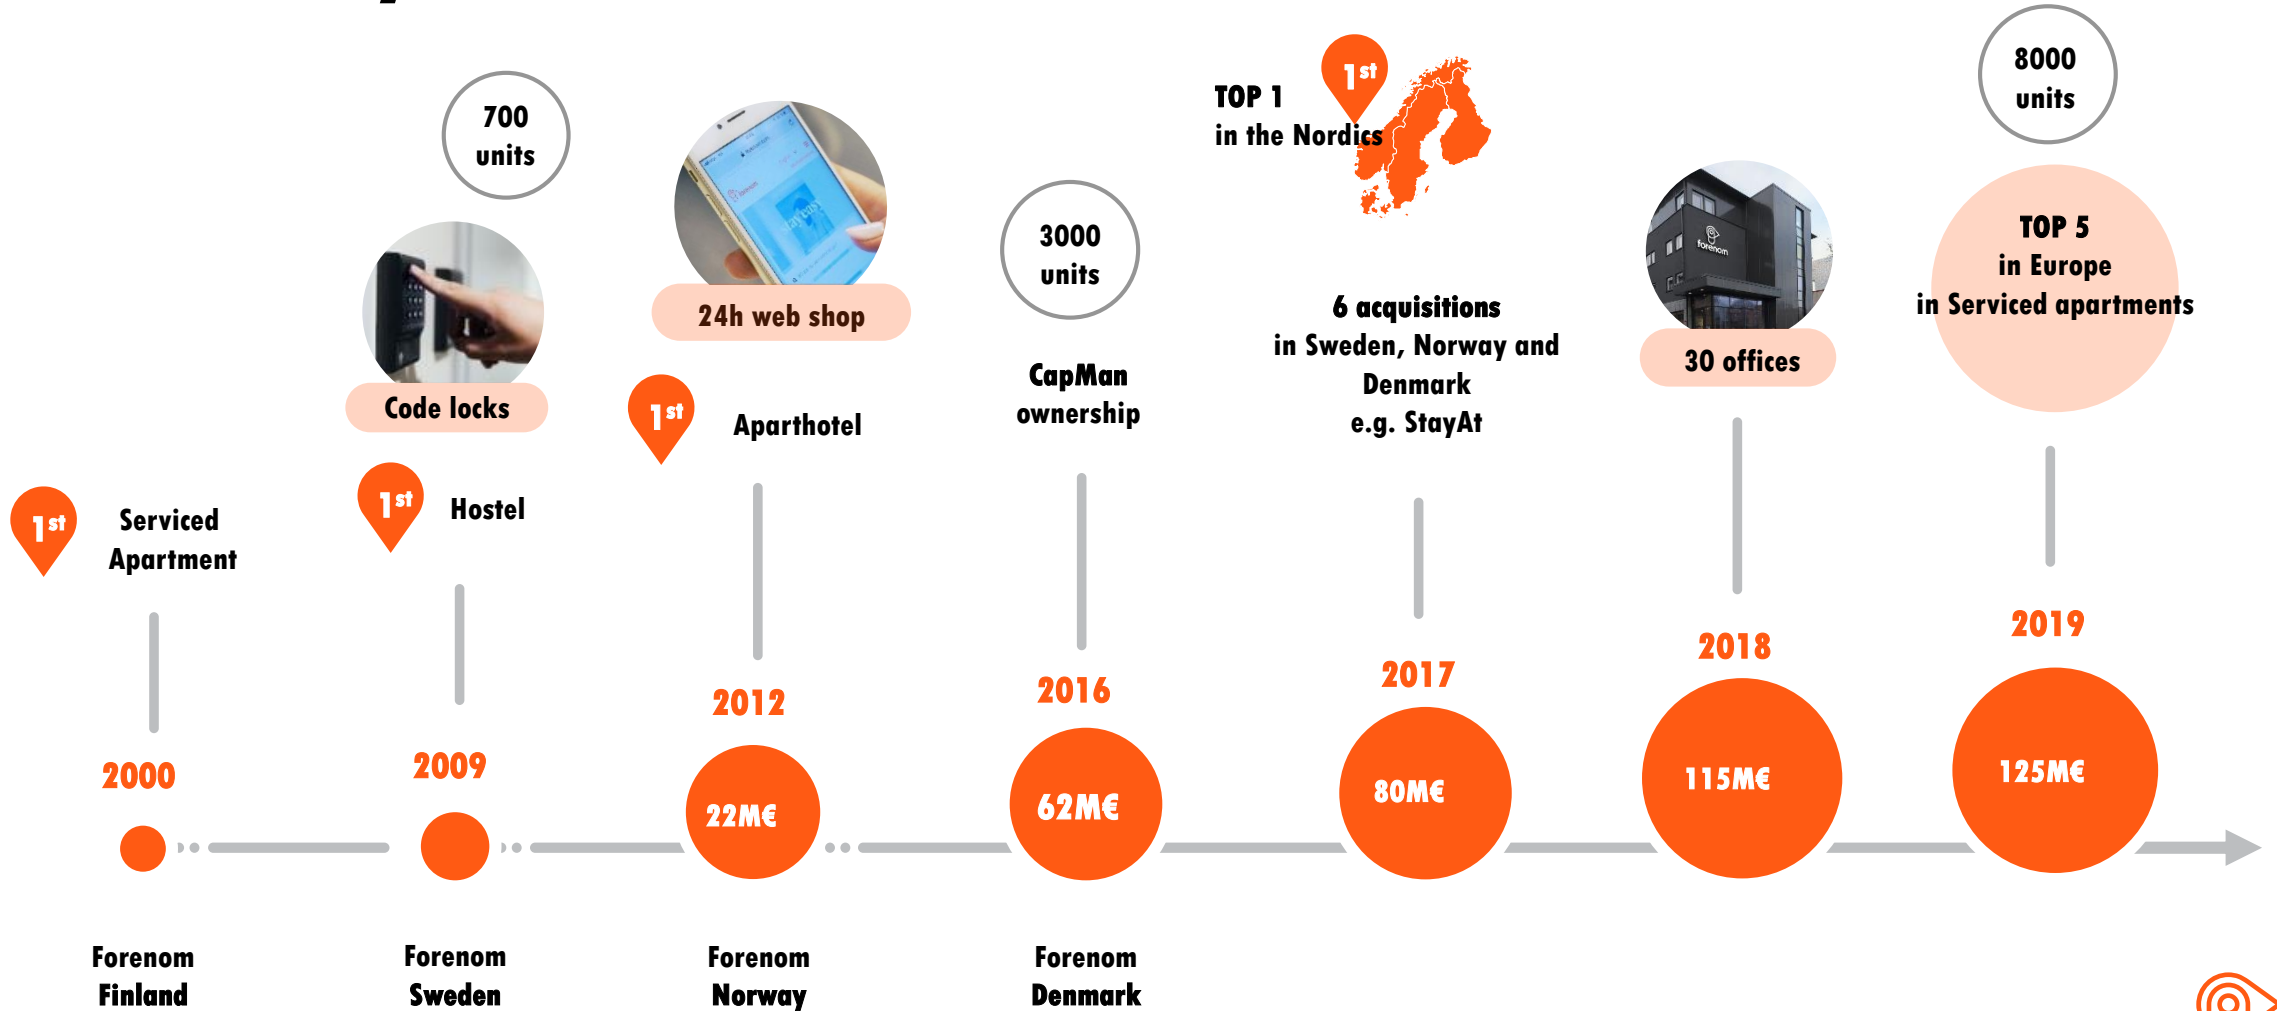 1st
Serviced
Apartment
2000
Forenom
Finland
700
units
Code locks
1st
Hostel
2009
Forenom
Sweden
24h web shop
1st
Aparthotel
2012
22M€
Forenom
Norway
3000
units
CapMan
ownership
2016
62M€
Forenom
Denmark
TOP 1
in the Nordics
1st
6 acquisitions
in Sweden, Norway and
Denmark
e.g. StayAt
2017
80M€
forenom
30 offices
2018
115M€
8000
units
TOP 5
in Europe
in Serviced apartments
2019
125M€